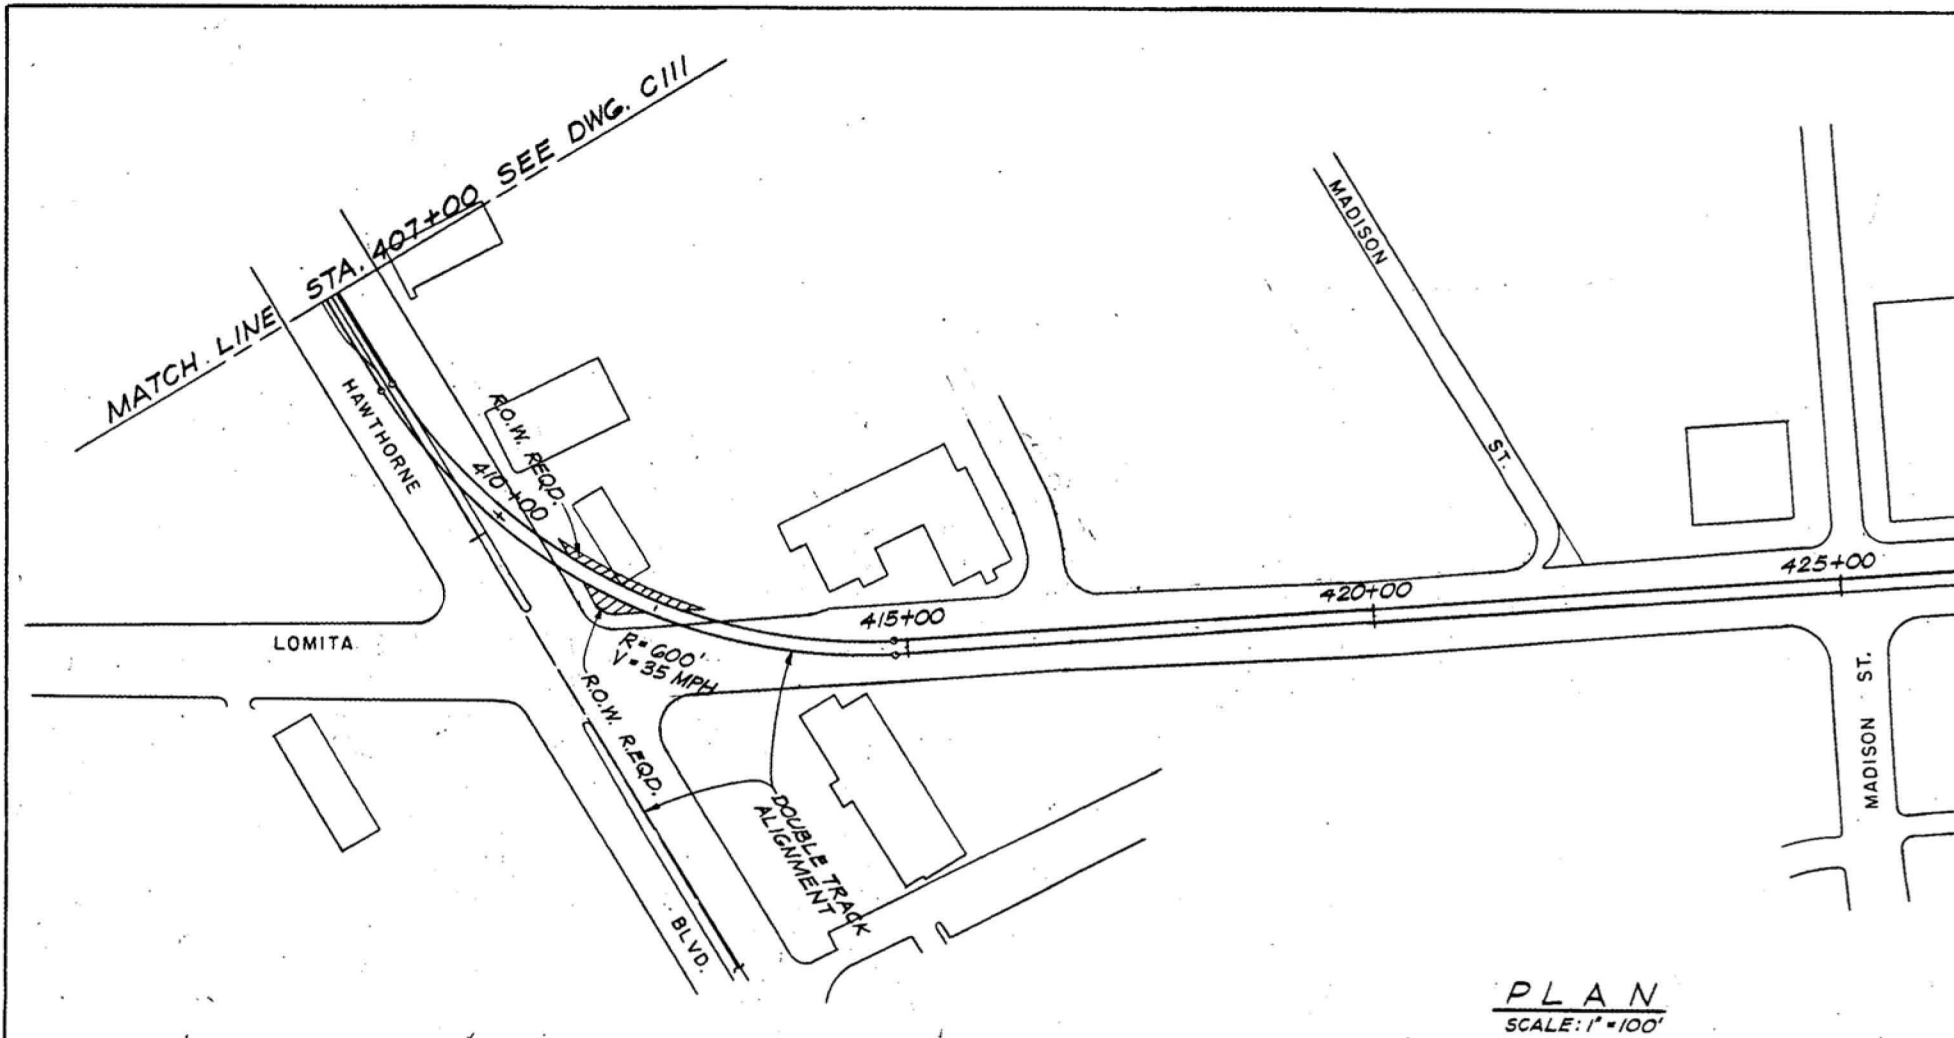 MATCH LINE STA. 407+00 SEE DWG. C111
HAWTHORNE
R.O.W. REQD.
410+00
MADISON
ST.
LOMITA
415+00
420+00
425+00
R=600'
V=35 MPH
R.O.W. REQD.
DOUBLE TRACK
ALIGNMENT
BLVD.
MADISON ST.
PLAN
SCALE: 1"=100'